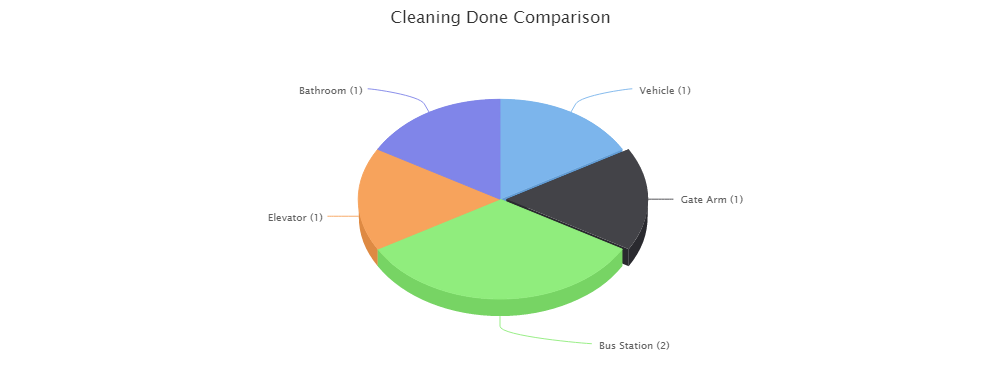 Cleaning Done Comparison
Bathroom (1)
Vehicle (1)
Gate Arm (1)
Elevator (1)
Bus Station (2)